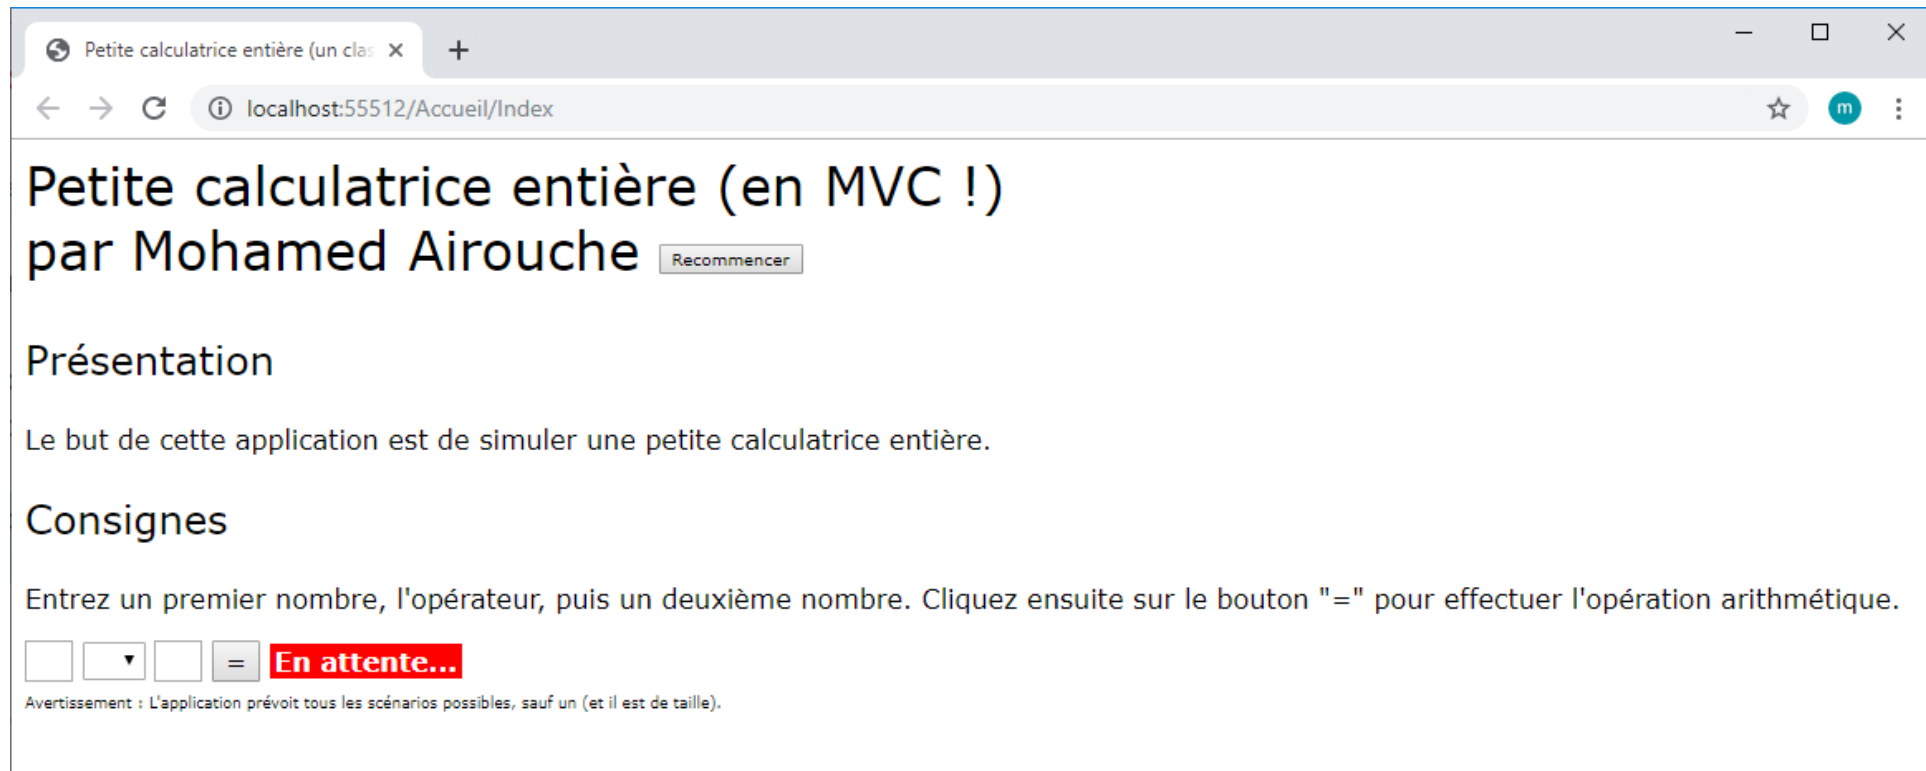 Petite calculatrice entière (un clas
localhost:55512/Accueil/Index
m
Petite calculatrice entière (en MVC !)
par Mohamed Airouche Recommencer
Présentation
Le but de cette application est de simuler une petite calculatrice entière.
Consignes
Entrez un premier nombre, l'opérateur, puis un deuxième nombre. Cliquez ensuite sur le bouton "=" pour effectuer l'opération arithmétique.
= En attente...
Avertissement : L'application prévoit tous les scénarios possibles, sauf un (et il est de taille).